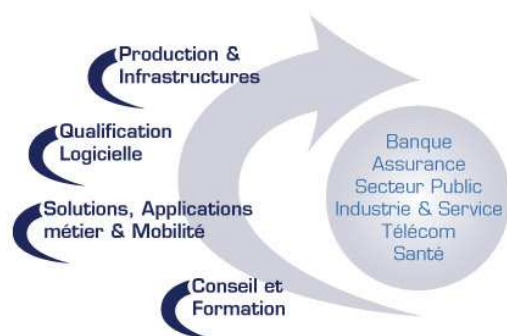 Production &
Infrastructures
Qualification
Logicielle
Solutions, Applications
métier & Mobilité
Conseil et
Formation
Banque
Assurance
Secteur Public
Industrie & Service
Télécom
Santé